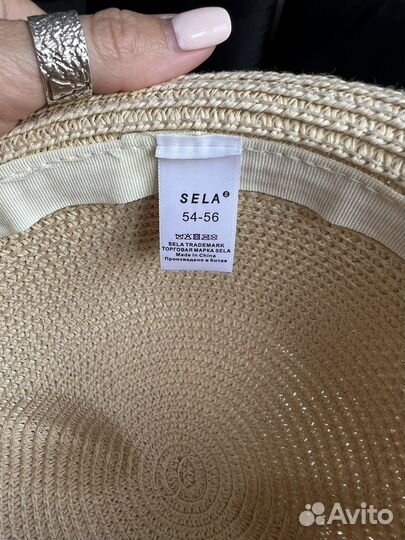 SELA®
54-56
SELA TRADEMARK
ТОРГОВАЯ МАРКА SELA
Made in China
Произведено в Китае
Avito